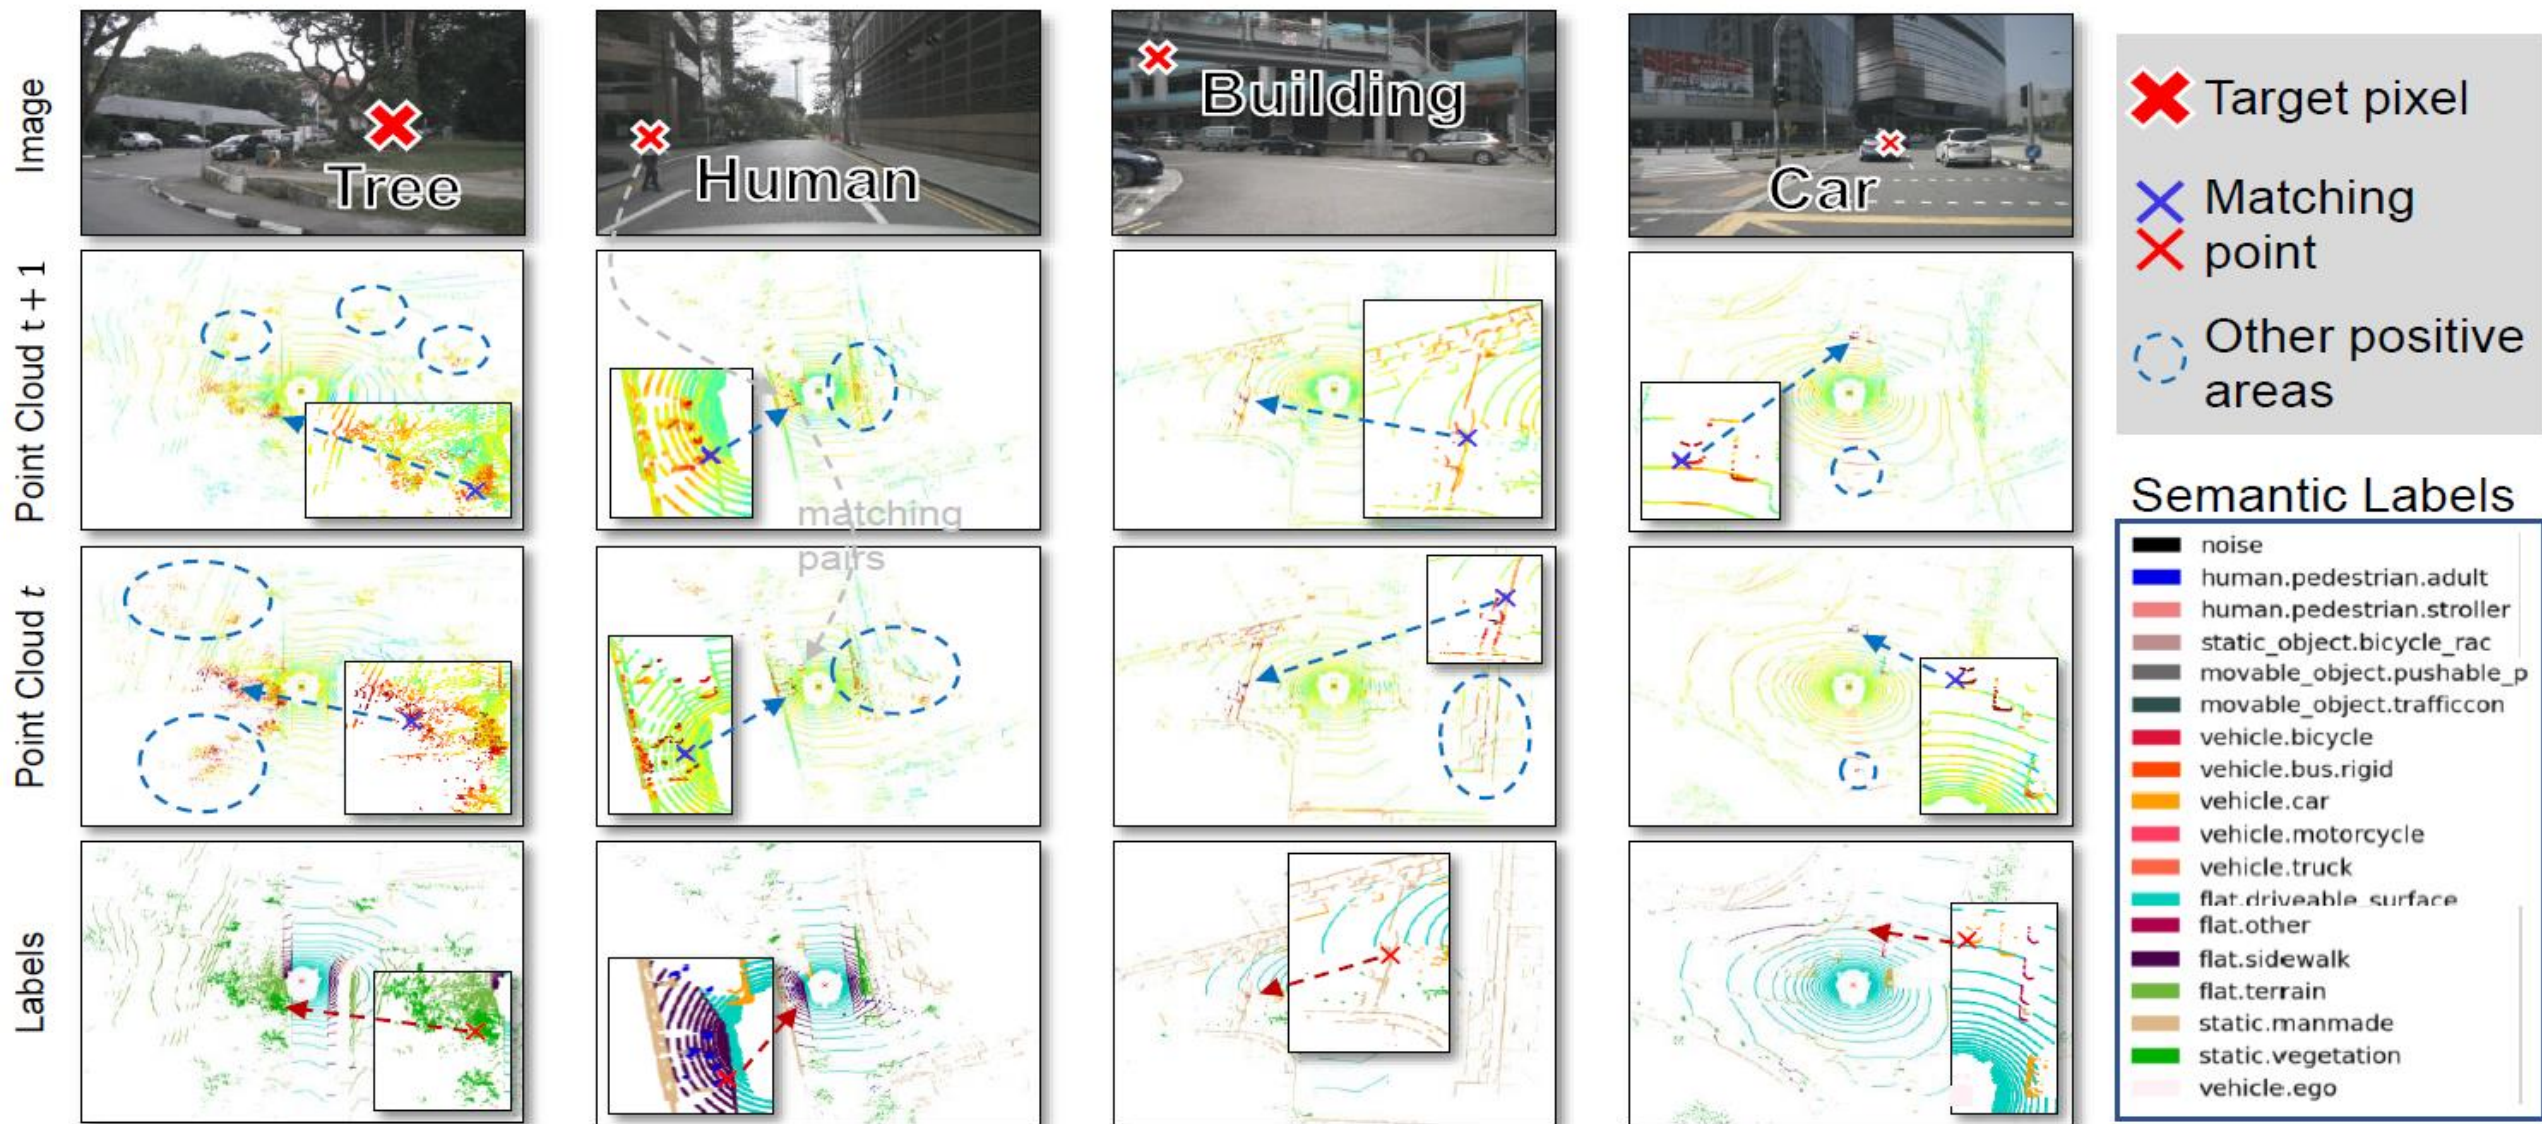 Image
Tree
Human
Building
Car
Target pixel
Matching
point
Other positive
areas
Point Cloud t + 1
matching
pairs
Point Cloud t
Labels
Semantic Labels
noise
human.pedestrian.adult
human.pedestrian.stroller
static_object.bicycle_rac
movable_object.pushable_p
movable_object.trafficcon
vehicle.bicycle
vehicle.bus.rigid
vehicle.car
vehicle.motorcycle
vehicle.truck
flat.driveable_surface
flat.other
flat.sidewalk
flat.terrain
static.manmade
static.vegetation
vehicle.ego